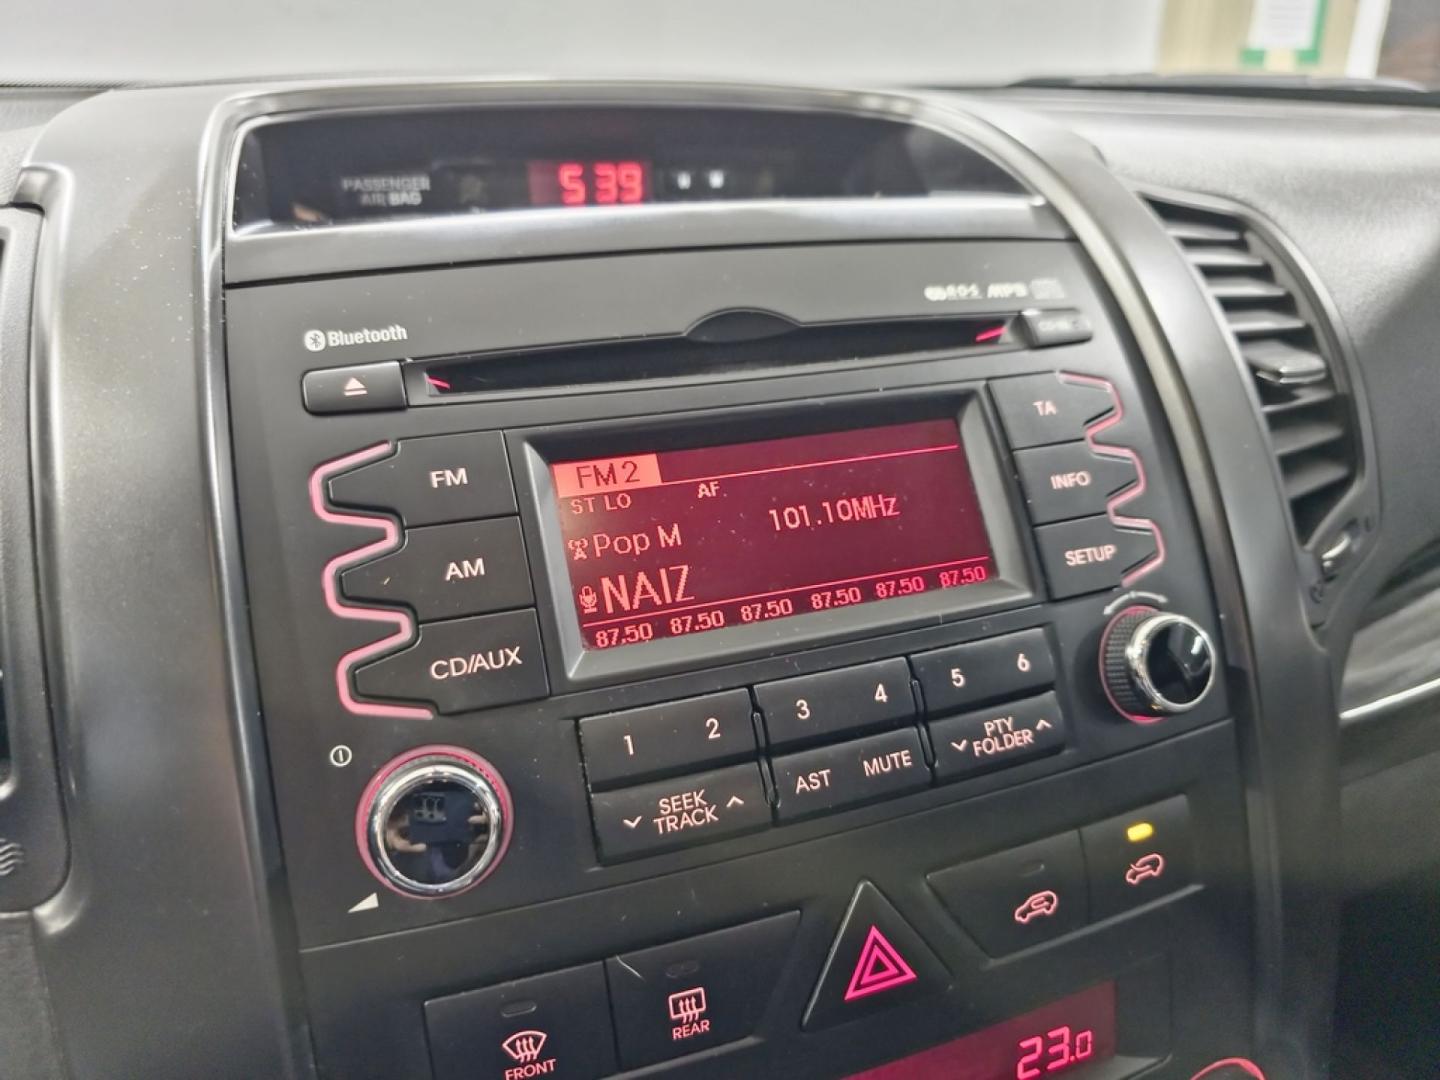 PASSENGER
AIR BAG
5 39
Bluetooth
MP3
FM
AM
CD/AUX
FM 2
ST LO
AF
101.10MHz
Pop M
NAIZ
87.50 87.50 87.50 87.50 87.50 87.50
TA
INFO
SETUP
1 2 3 4 5 6
SEEK
TRACK
AST MUTE
PTY
FOLDER
FRONT
REAR
23.0